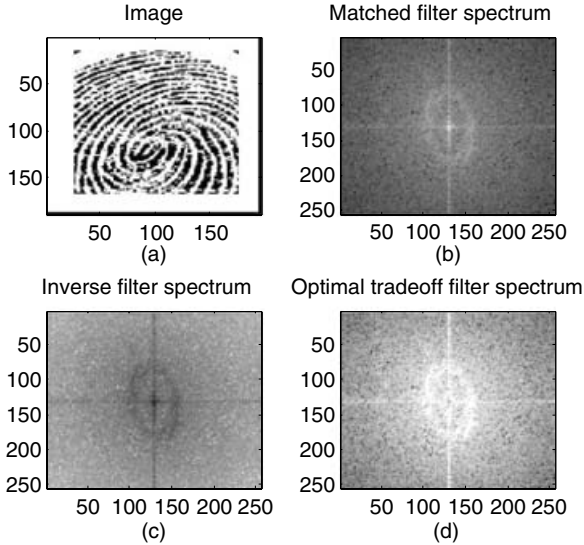 Image
50
100
150
50 100 150
(a)
Matched filter spectrum
50
100
150
200
250
50 100 150 200 250
(b)
Inverse filter spectrum
50
100
150
200
250
50 100 150 200 250
(c)
Optimal tradeoff filter spectrum
50
100
150
200
250
50 100 150 200 250
(d)